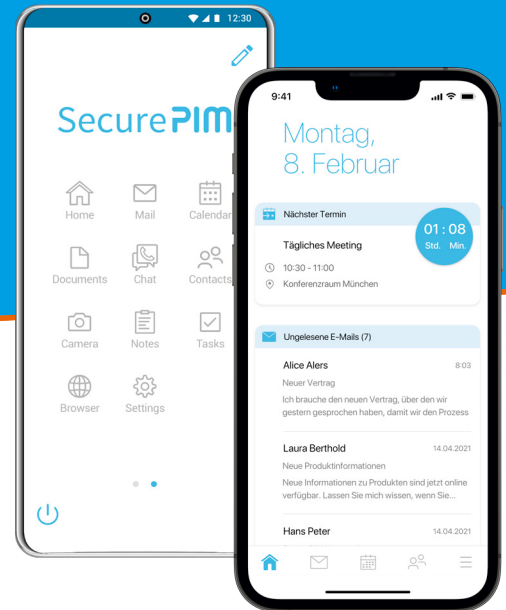 12:30
SecurePIM
Home
Mail
Calendar
Documents
Chat
Contacts
Camera
Notes
Tasks
Browser
Settings
9:41
Montag,
8. Februar
Nächster Termin
01 : 08
Std. Min.
Tägliches Meeting
10:30 - 11:00
Konferenzraum München
Ungelesene E-Mails (7)
Alice Alers 8:03
Neuer Vertrag
Ich brauche den neuen Vertrag, über den wir
gestern gesprochen haben, damit wir den Prozess
Laura Berthold 14.04.2021
Neue Produktinformationen
Neue Informationen zu Produkten sind jetzt online
verfügbar. Lassen Sie mich wissen, wenn Sie...
Hans Peter 14.04.2021